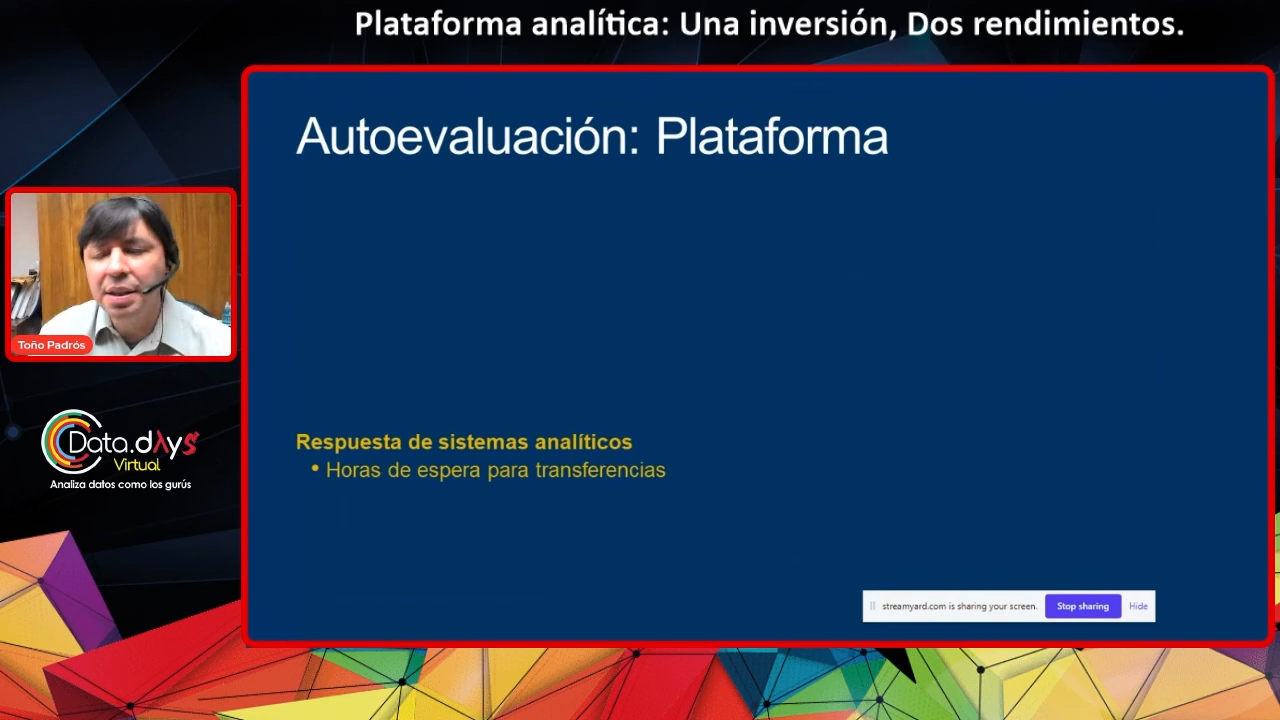 Plataforma analítica: Una inversión, Dos rendimientos.
Autoevaluación: Plataforma
Toño Padrós
Data.dAys
Virtual
Analiza datos como los gurús
Respuesta de sistemas analíticos
• Horas de espera para transferencias
streamyard.com is sharing your screen.
Stop sharing
Hide